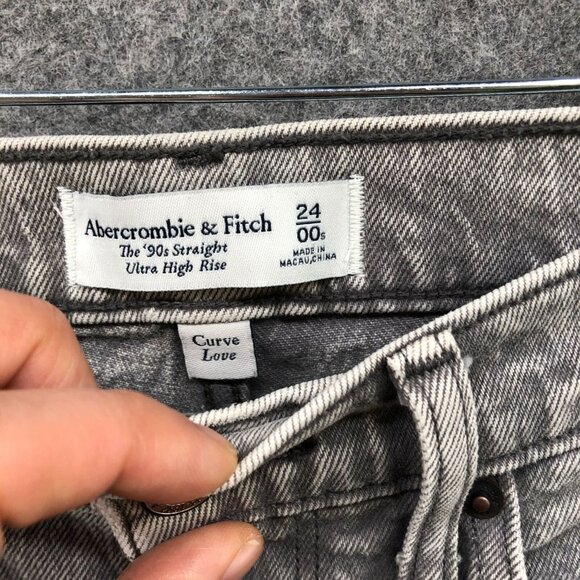 Abercrombie & Fitch
The '90s Straight
Ultra High Rise
24
00s
MADE IN
MACAU, CHINA
Curve
Love